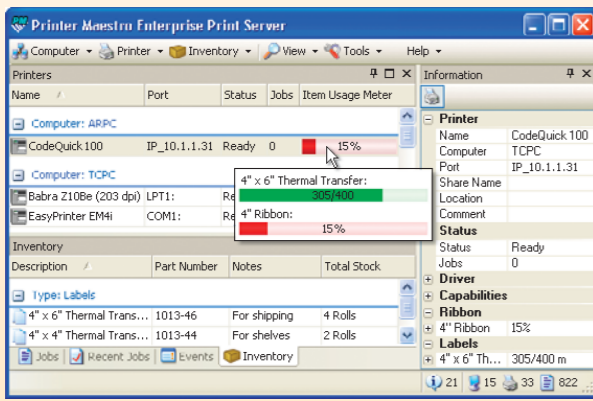 Printer Maestro Enterprise Print Server
Computer Printer Inventory View Tools Help
Printers
Name Port Status Jobs Item Usage Meter
Computer: ARPC
CodeQuick 100 IP_10.1.1.31 Ready 0 15%
Computer: TCPC
Babra Z10Be (203 dpi) LPT1: Re
EasyPrinter EM4i COM1: Re
4" x 6" Thermal Transfer:
305/400
4" Ribbon:
15%
Inventory
Description Part Number Notes Total Stock
Type: Labels
4" x 6" Thermal Trans... 1013-46 For shipping 4 Rolls
4" x 4" Thermal Trans... 1013-44 For shelves 2 Rolls
Jobs Recent Jobs Events Inventory
Information
Printer
Name CodeQuick 100
Computer TCPC
Port IP_10.1.1.31
Share Name
Location
Comment
Status
Status Ready
Jobs 0
Driver
Capabilities
Ribbon
4" Ribbon 15%
Labels
4" x 6" Th... 305/400 m
21 15 33 822